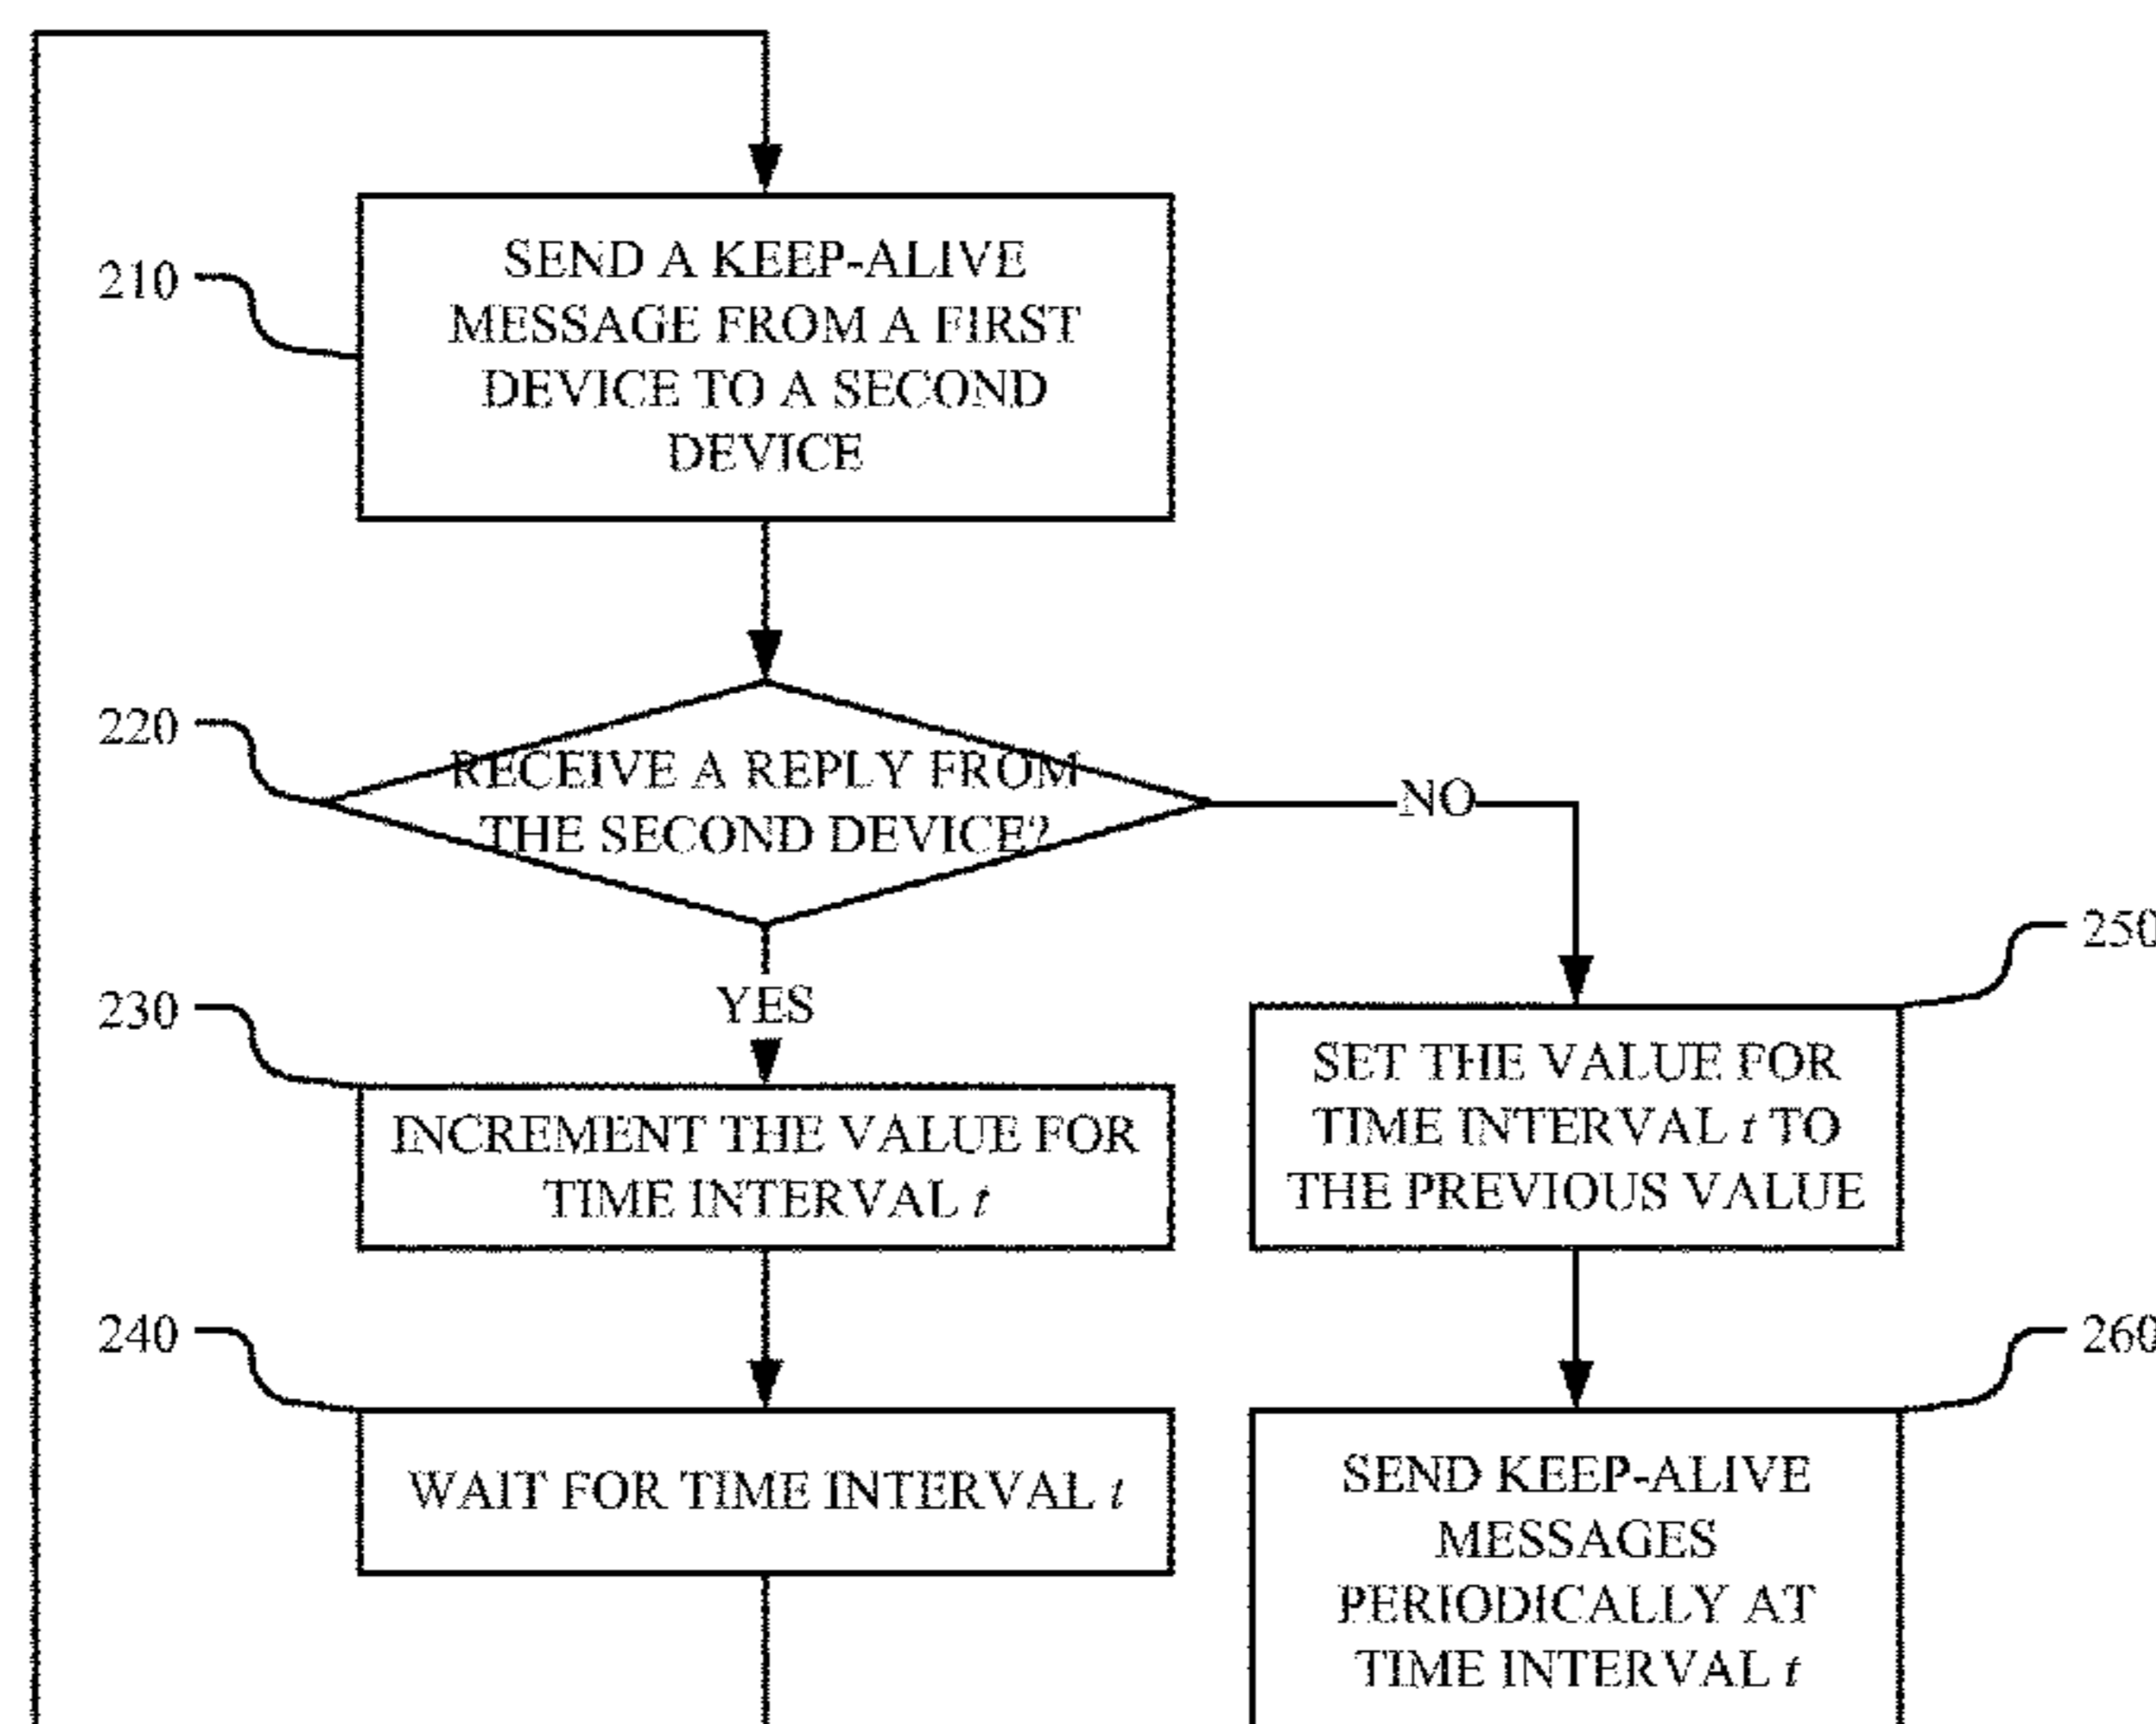 210
SEND A KEEP-ALIVE
MESSAGE FROM A FIRST
DEVICE TO A SECOND
DEVICE
220
RECEIVE A REPLY FROM
THE SECOND DEVICE?
NO
YES
230
INCREMENT THE VALUE FOR
TIME INTERVAL t
250
SET THE VALUE FOR
TIME INTERVAL t TO
THE PREVIOUS VALUE
240
WAIT FOR TIME INTERVAL t
260
SEND KEEP-ALIVE
MESSAGES
PERIODICALLY AT
TIME INTERVAL t